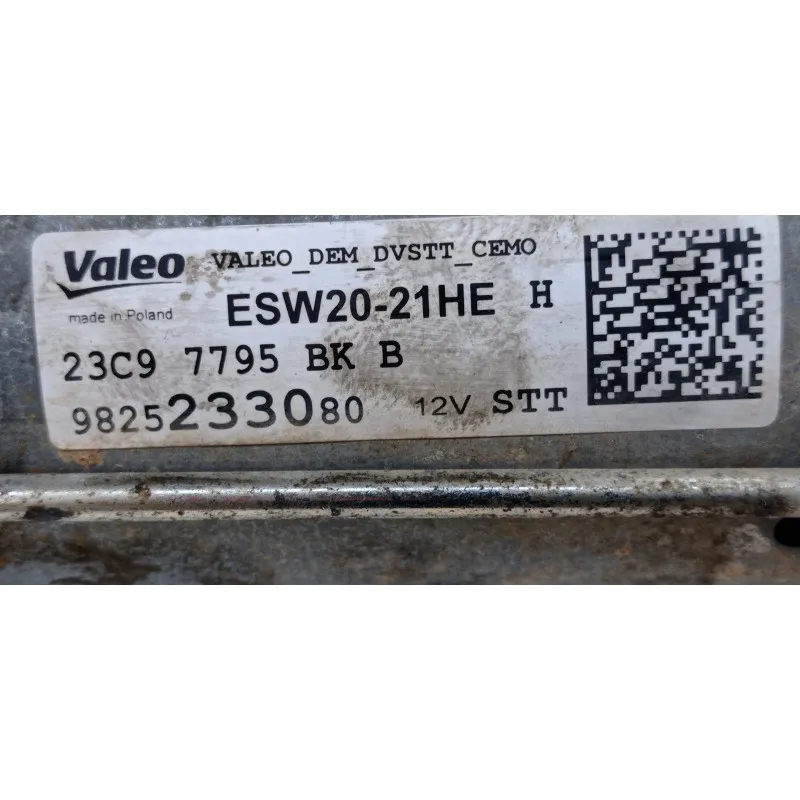 Valeo VALEO_DEM_DVSTT_CEMO
made in Poland ESW20-21HE H
23C9 7795 BK B
9825233080 12V STT